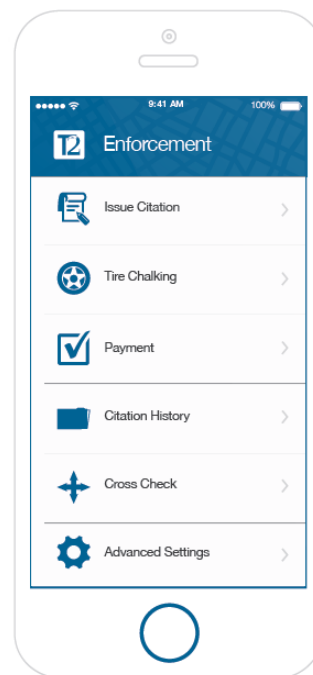 9:41 AM
100%
T2
Enforcement
Issue Citation
Tire Chalking
Payment
Citation History
Cross Check
Advanced Settings